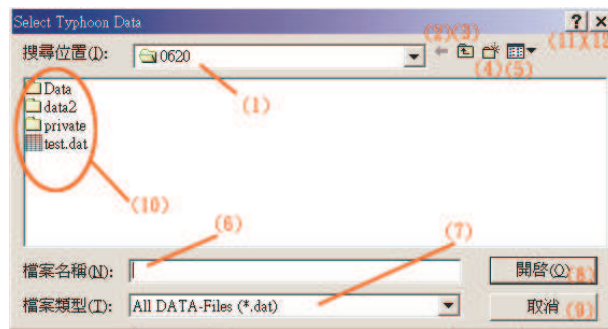 Select Typhoon Data
搜尋位置(I): 0620
(2)(3)
(4)(5)
(11)(12
(1)
Data
data2
private
test.dat
(10)
(6)
(7)
檔案名稱(N):
開啓(O) (8)
檔案類型(T): All DATA-Files (*.dat)
取消 (9)